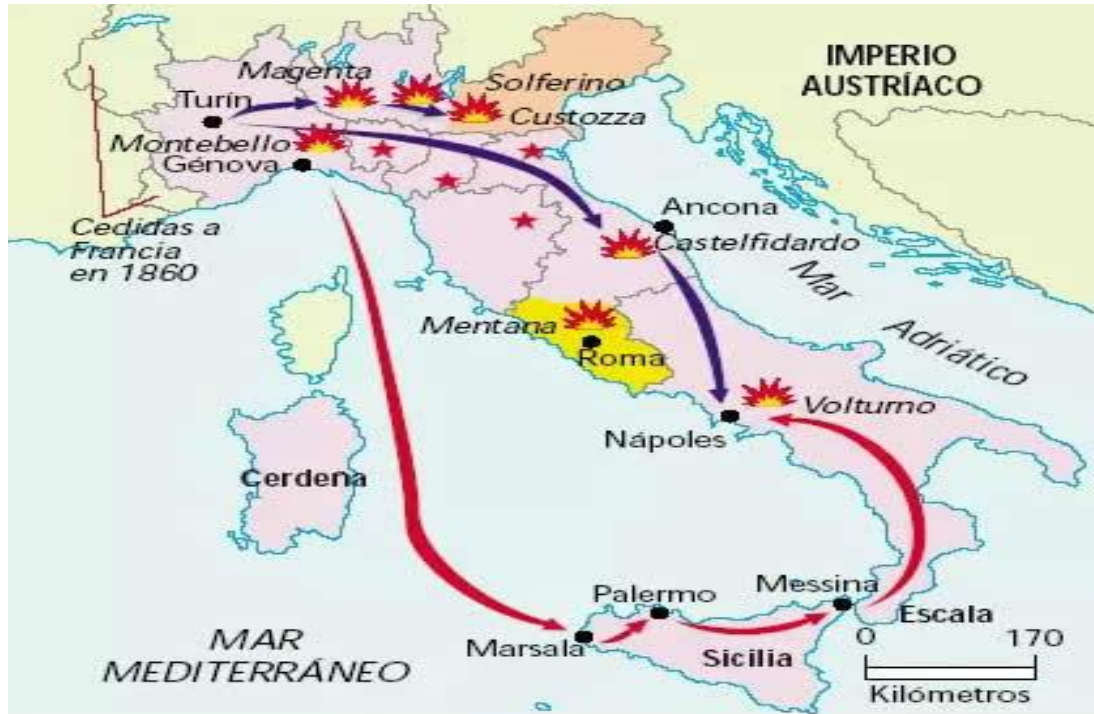 IMPERIO
AUSTRÍACO
Magenta
Solferino
Turín
Custozza
Montebello
Génova
Cedidas a
Francia
en 1860
Ancona
Castelfidardo
Mar
Adriático
Mentana
Roma
Volturno
Nápoles
Cerdeña
Messina
Palermo
Escala
0 170
Kilómetros
Marsala
Sicilia
MAR
MEDITERRÁNEO